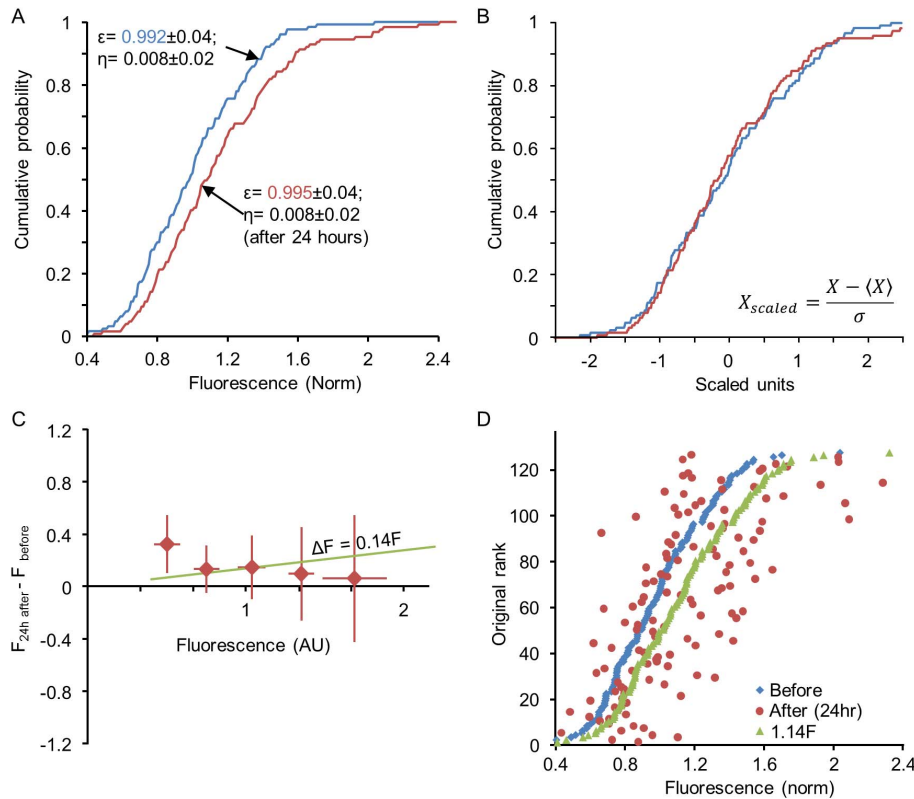 A
Cumulative probability
1
0.8
0.6
0.4
0.2
0
0.4
0.8
1.2
1.6
2
2.4
Fluorescence (Norm)
ε= 0.992±0.04;
η= 0.008±0.02
ε= 0.995±0.04;
η= 0.008±0.02
(after 24 hours)
B
Cumulative probability
1
0.8
0.6
0.4
0.2
0
-2
-1
0
1
2
Scaled units
X_scaled = (X − ⟨X⟩) / σ
C
F24h after - F before
1.2
0.8
0.4
0
-0.4
-0.8
-1.2
ΔF = 0.14F
1
2
Fluorescence (AU)
D
Original rank
120
100
80
60
40
20
0
0.4
0.8
1.2
1.6
2
2.4
Fluorescence (norm)
Before
After (24hr)
1.14F